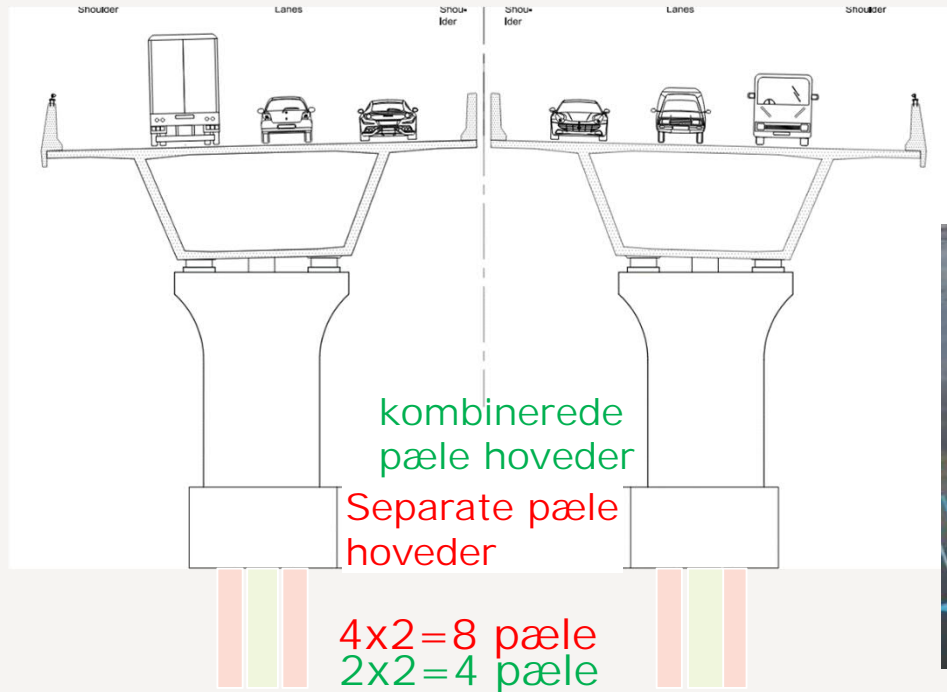 Shoulder Lanes Shou- Shou- Lanes Shoulder
lder lder
kombinerede
pæle hoveder
Separate pæle
hoveder
4x2=8 pæle
2x2=4 pæle